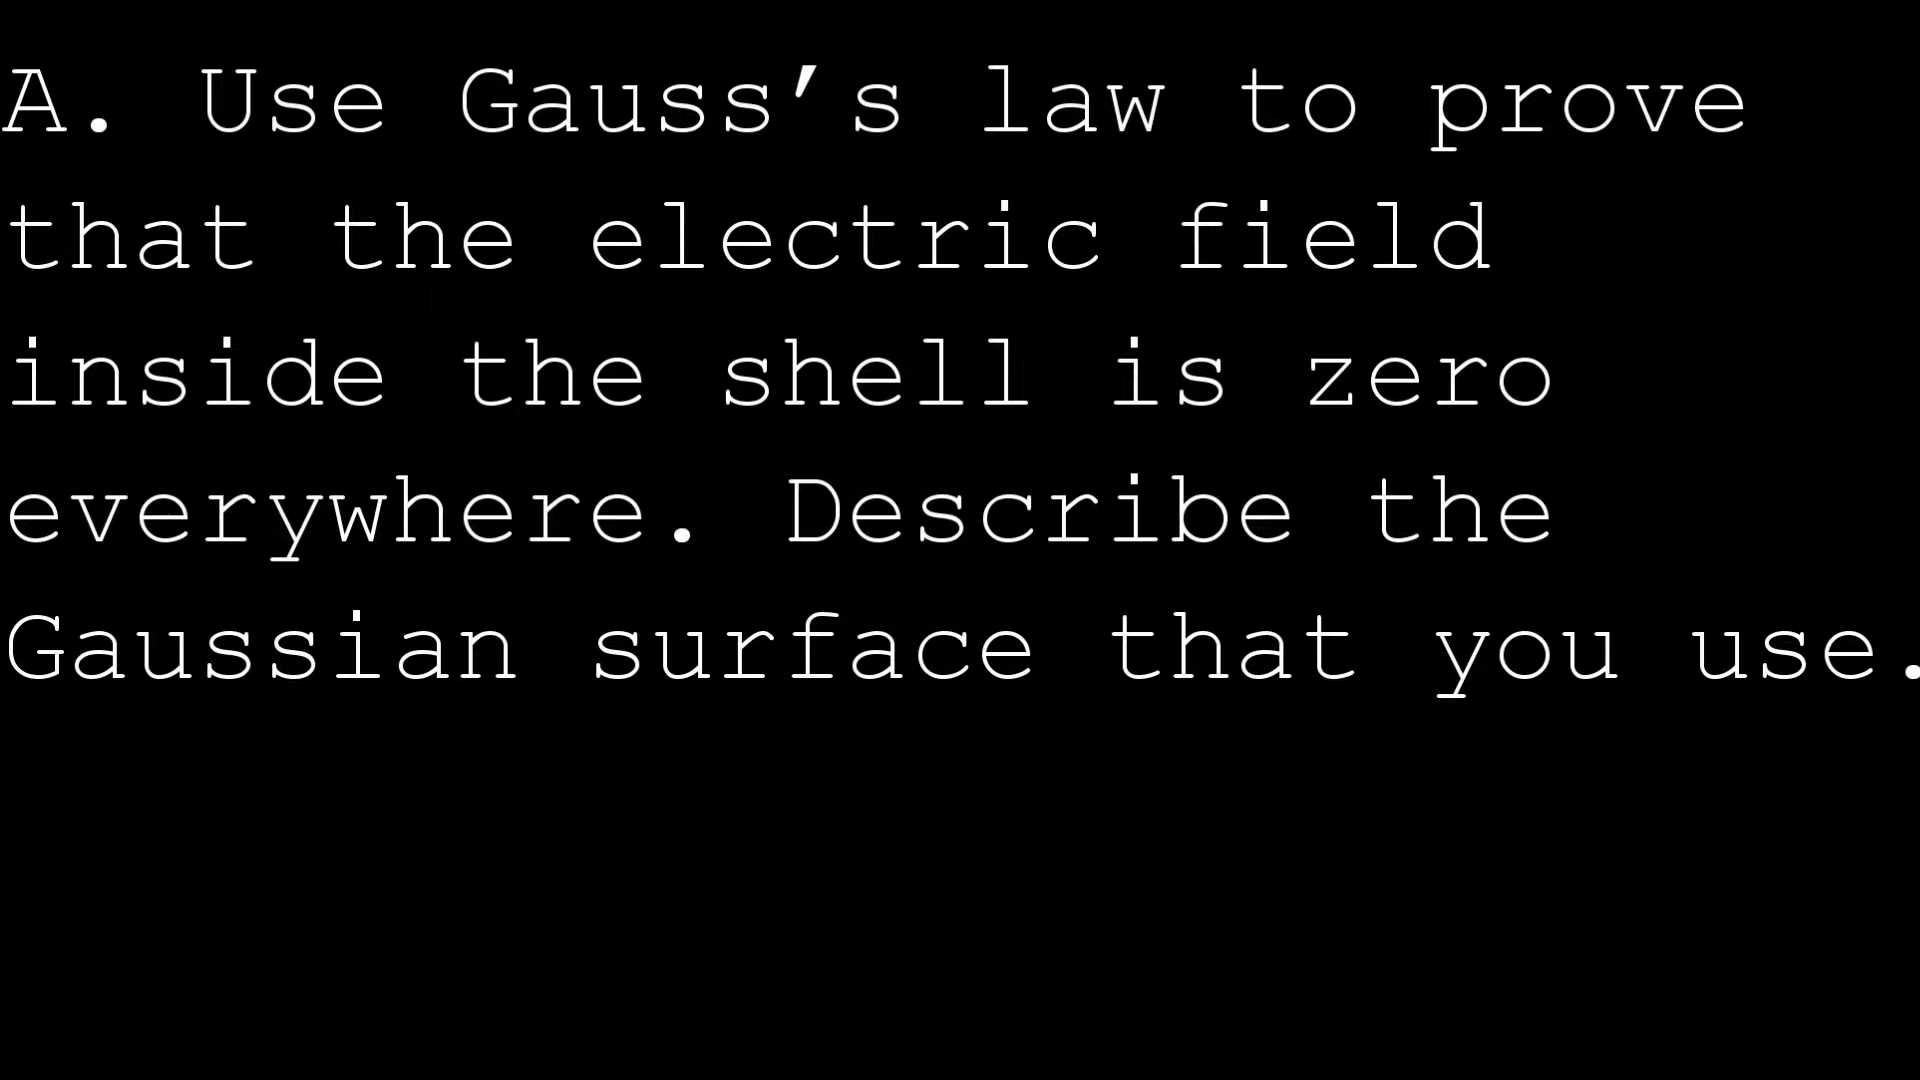 A. Use Gauss’s law to prove
that the electric field
inside the shell is zero
everywhere. Describe the
Gaussian surface that you use.